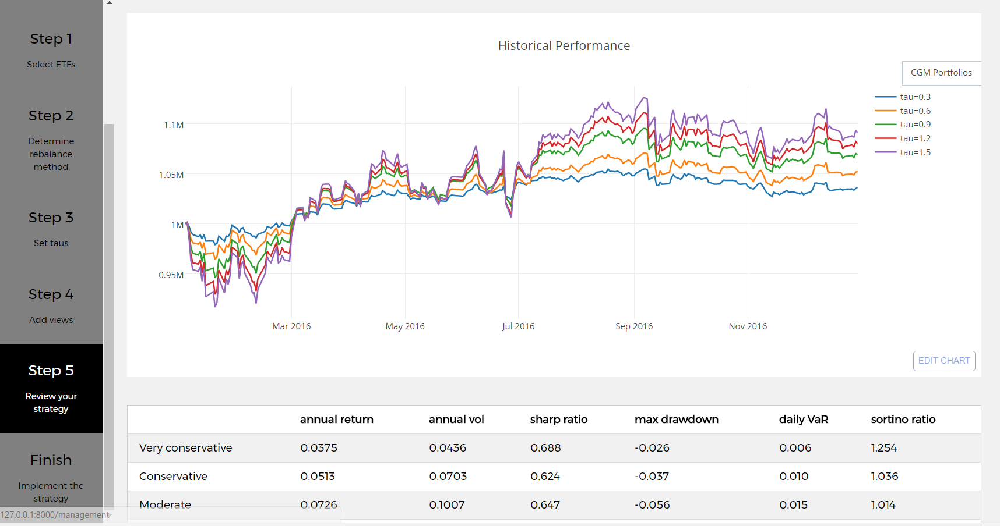 Step 1
Select ETFs
Step 2
Determine
rebalance
method
Step 3
Set taus
Step 4
Add views
Step 5
Review your
strategy
Finish
Implement the
strategy
127.0.0.1:8000/management
Historical Performance
CGM Portfolios
tau=0.3
tau=0.6
tau=0.9
tau=1.2
tau=1.5
1.1M
1.05M
1M
0.95M
Mar 2016 May 2016 Jul 2016 Sep 2016 Nov 2016
EDIT CHART
annual return annual vol sharp ratio max drawdown daily VaR sortino ratio
Very conservative 0.0375 0.0436 0.688 -0.026 0.006 1.254
Conservative 0.0513 0.0703 0.624 -0.037 0.010 1.036
Moderate 0.0726 0.1007 0.647 -0.056 0.015 1.014